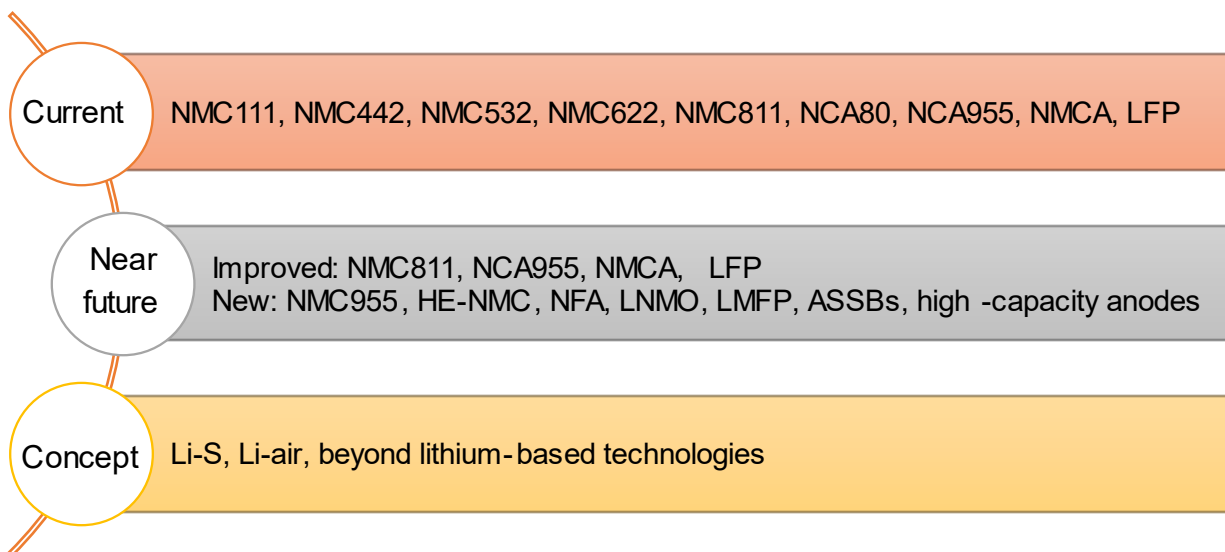 Current
NMC111, NMC442, NMC532, NMC622, NMC811, NCA80, NCA955, NMCA, LFP
Near
future
Improved: NMC811, NCA955, NMCA, LFP
New: NMC955, HE-NMC, NFA, LNMO, LMFP, ASSBs, high -capacity anodes
Concept
Li-S, Li-air, beyond lithium-based technologies